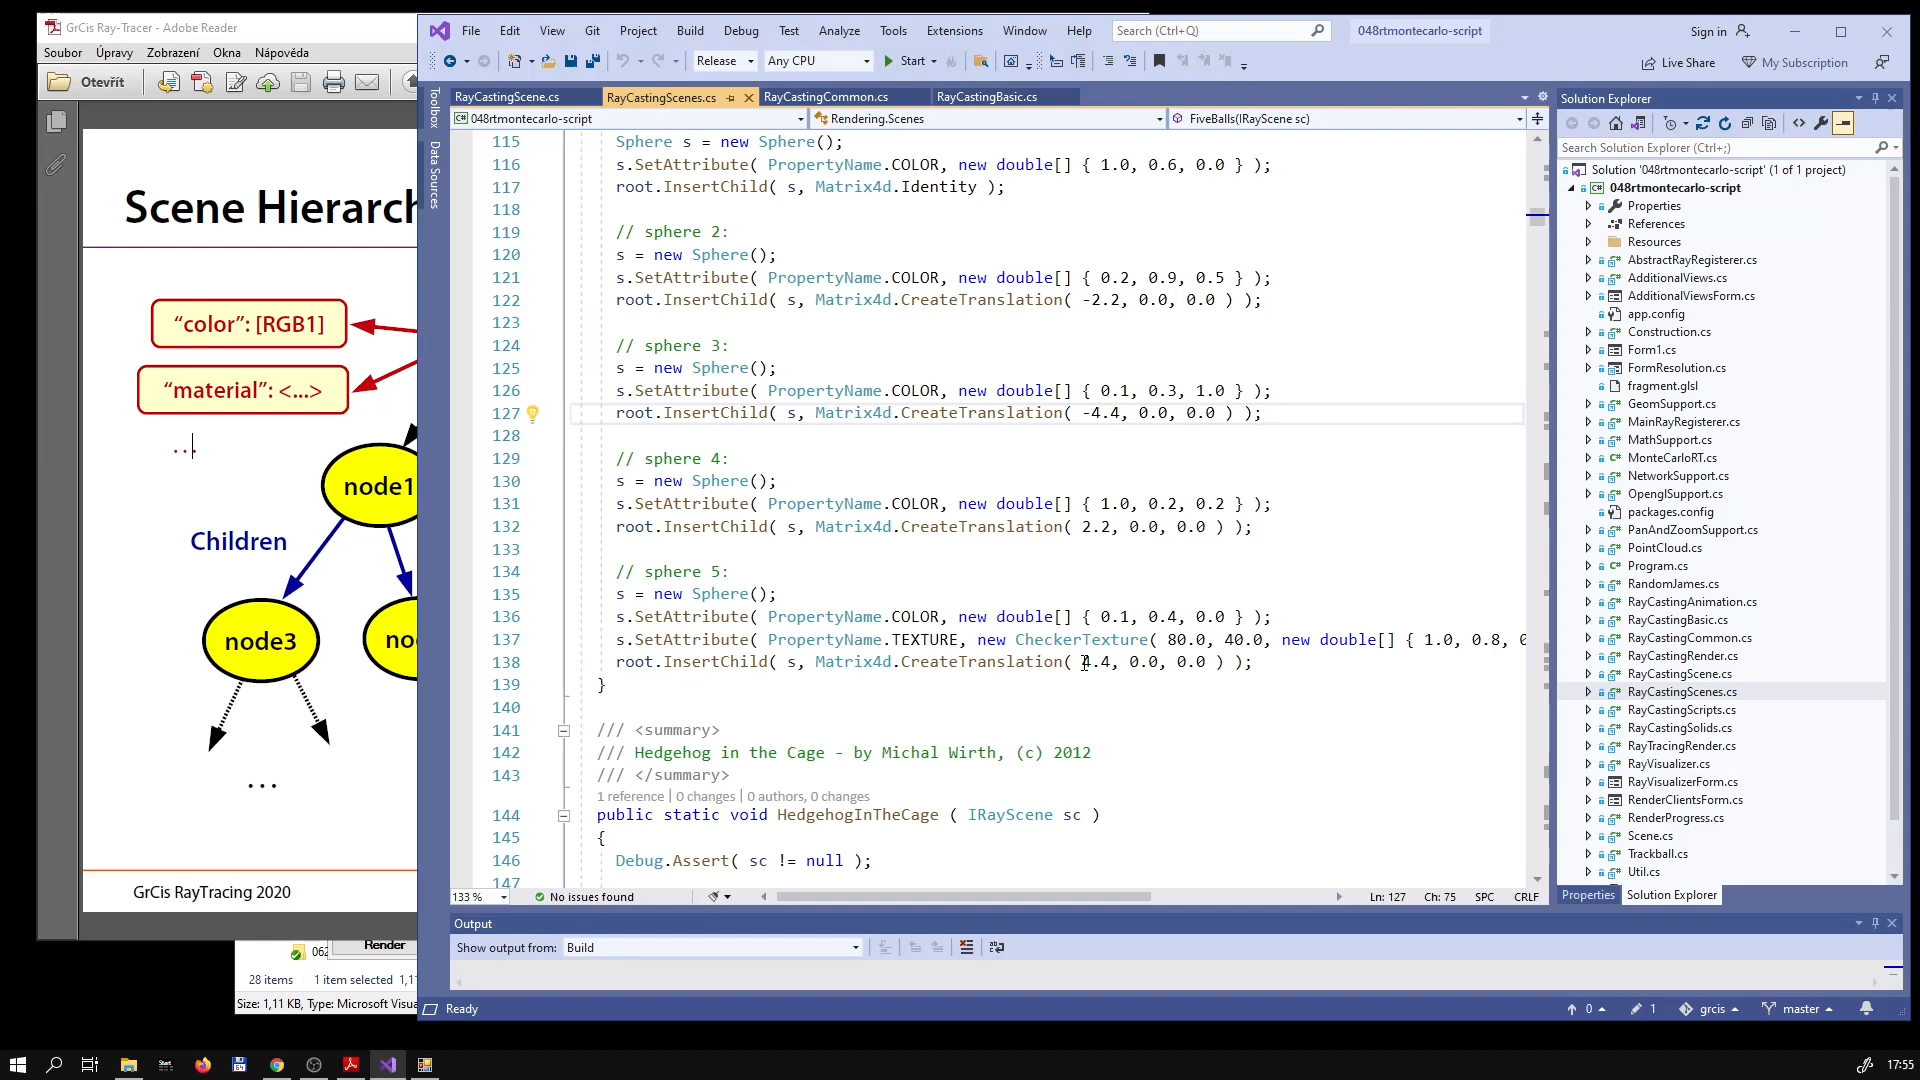 GrCis Ray-Tracer - Adobe Reader
Soubor Úpravy Zobrazení Okna Nápověda
Otevřít
Scene Hierarch
"color": [RGB1]
"material": <...>
...
node1
Children
node3
no
...
GrCis RayTracing 2020
062
Render
28 items 1 item selected 1,1
Size: 1,11 KB, Type: Microsoft Visua
File Edit View Git Project Build Debug Test Analyze Tools Extensions Window Help
Search (Ctrl+Q)
048rtmontecarlo-script
Sign in
Release Any CPU Start
Live Share My Subscription
Toolbox
Data Sources
RayCastingScene.cs RayCastingScenes.cs RayCastingCommon.cs RayCastingBasic.cs
048rtmontecarlo-script Rendering.Scenes FiveBalls(IRayScene sc)
115 Sphere s = new Sphere();
116 s.SetAttribute( PropertyName.COLOR, new double[] { 1.0, 0.6, 0.0 } );
117 root.InsertChild( s, Matrix4d.Identity );
118
119 // sphere 2:
120 s = new Sphere();
121 s.SetAttribute( PropertyName.COLOR, new double[] { 0.2, 0.9, 0.5 } );
122 root.InsertChild( s, Matrix4d.CreateTranslation( -2.2, 0.0, 0.0 ) );
123
124 // sphere 3:
125 s = new Sphere();
126 s.SetAttribute( PropertyName.COLOR, new double[] { 0.1, 0.3, 1.0 } );
127 root.InsertChild( s, Matrix4d.CreateTranslation( -4.4, 0.0, 0.0 ) );
128
129 // sphere 4:
130 s = new Sphere();
131 s.SetAttribute( PropertyName.COLOR, new double[] { 1.0, 0.2, 0.2 } );
132 root.InsertChild( s, Matrix4d.CreateTranslation( 2.2, 0.0, 0.0 ) );
133
134 // sphere 5:
135 s = new Sphere();
136 s.SetAttribute( PropertyName.COLOR, new double[] { 0.1, 0.4, 0.0 } );
137 s.SetAttribute( PropertyName.TEXTURE, new CheckerTexture( 80.0, 40.0, new double[] { 1.0, 0.8, 0
138 root.InsertChild( s, Matrix4d.CreateTranslation( 4.4, 0.0, 0.0 ) );
139 }
140
141 /// <summary>
142 /// Hedgehog in the Cage - by Michal Wirth, (c) 2012
143 /// </summary>
1 reference | 0 changes | 0 authors, 0 changes
144 public static void HedgehogInTheCage ( IRayScene sc )
145 {
146 Debug.Assert( sc != null );
147
133 % No issues found Ln: 127 Ch: 75 SPC CRLF
Output
Show output from: Build
Ready
0 1 grcis master
Solution Explorer
Search Solution Explorer (Ctrl+;)
Solution '048rtmontecarlo-script' (1 of 1 project)
048rtmontecarlo-script
Properties
References
Resources
AbstractRayRegisterer.cs
AdditionalViews.cs
AdditionalViewsForm.cs
app.config
Construction.cs
Form1.cs
FormResolution.cs
fragment.glsl
GeomSupport.cs
MainRayRegisterer.cs
MathSupport.cs
MonteCarloRT.cs
NetworkSupport.cs
OpenglSupport.cs
packages.config
PanAndZoomSupport.cs
PointCloud.cs
Program.cs
RandomJames.cs
RayCastingAnimation.cs
RayCastingBasic.cs
RayCastingCommon.cs
RayCastingRender.cs
RayCastingScene.cs
RayCastingScenes.cs
RayCastingScripts.cs
RayCastingSolids.cs
RayTracingRender.cs
RayVisualizer.cs
RayVisualizerForm.cs
RenderClientsForm.cs
RenderProgress.cs
Scene.cs
Trackball.cs
Util.cs
Properties Solution Explorer
Start
17:55